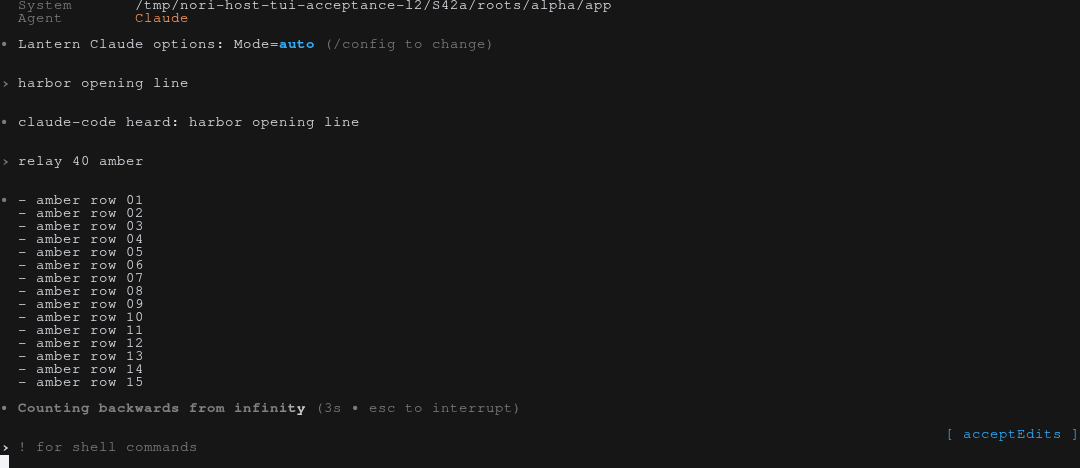 System       /tmp/nori-host-tui-acceptance-l2/S42a/roots/alpha/app
Agent        Claude
• Lantern Claude options: Mode=auto (/config to change)
› harbor opening line
• claude-code heard: harbor opening line
› relay 40 amber
• - amber row 01
- amber row 02
- amber row 03
- amber row 04
- amber row 05
- amber row 06
- amber row 07
- amber row 08
- amber row 09
- amber row 10
- amber row 11
- amber row 12
- amber row 13
- amber row 14
- amber row 15
• Counting backwards from infinity (3s • esc to interrupt)
[ acceptEdits ]
› ! for shell commands